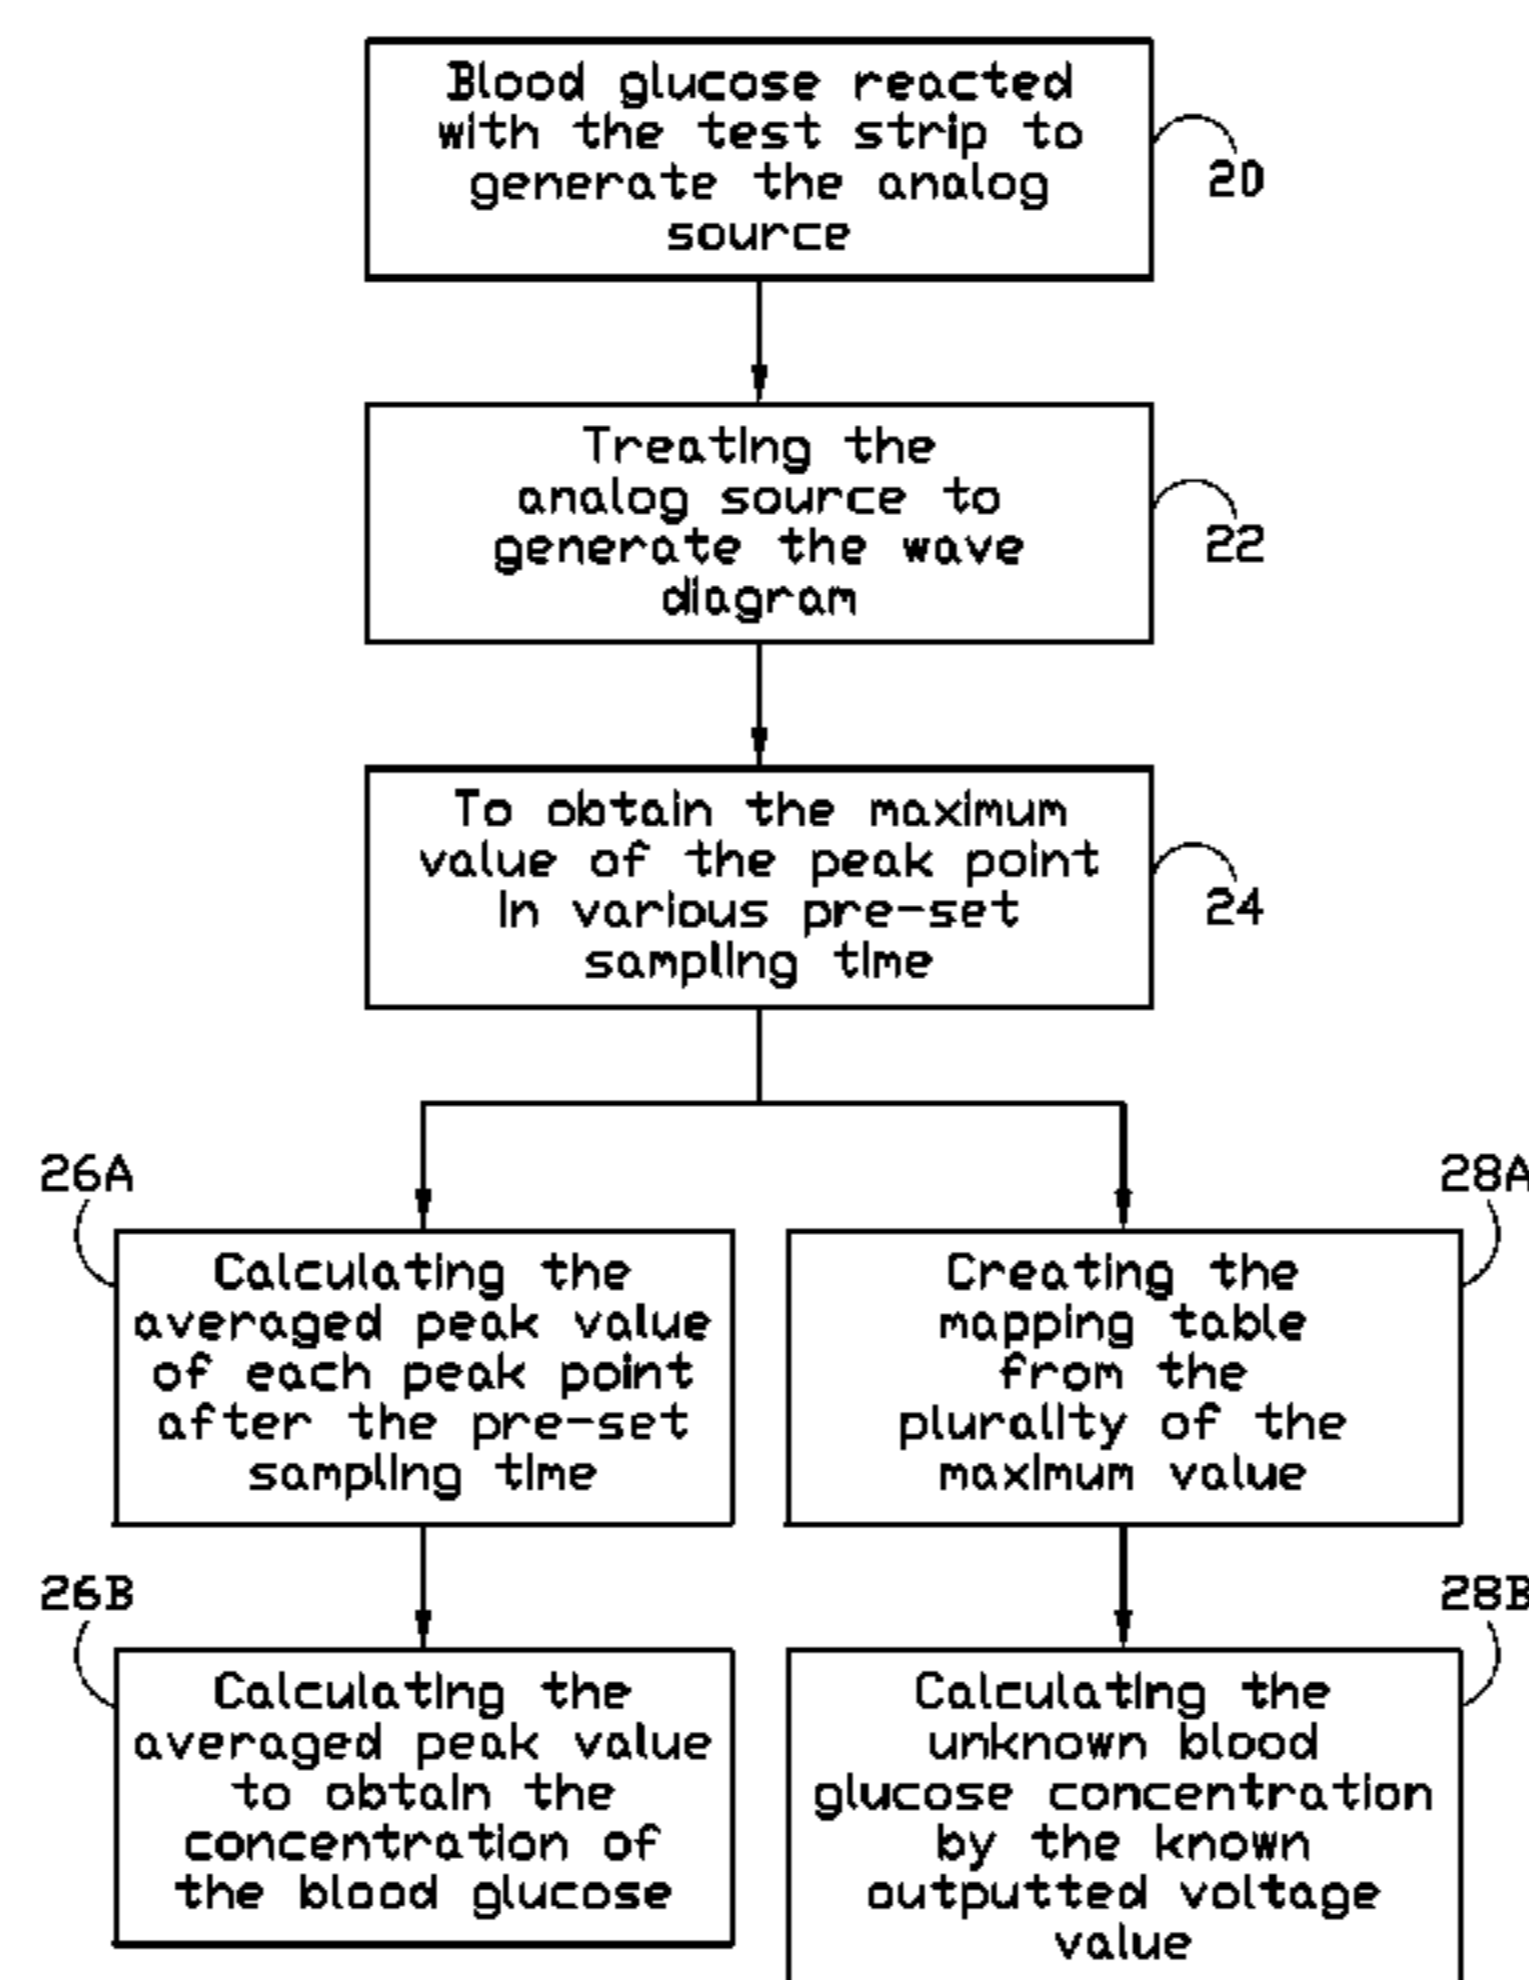 Blood glucose reacted
with the test strip to
generate the analog
source
20
Treating the
analog source to
generate the wave
diagram
22
To obtain the maximum
value of the peak point
in various pre-set
sampling time
24
26A
Calculating the
averaged peak value
of each peak point
after the pre-set
sampling time
28A
Creating the
mapping table
from the
plurality of the
maximum value
26B
Calculating the
averaged peak value
to obtain the
concentration of
the blood glucose
28B
Calculating the
unknown blood
glucose concentration
by the known
outputted voltage
value